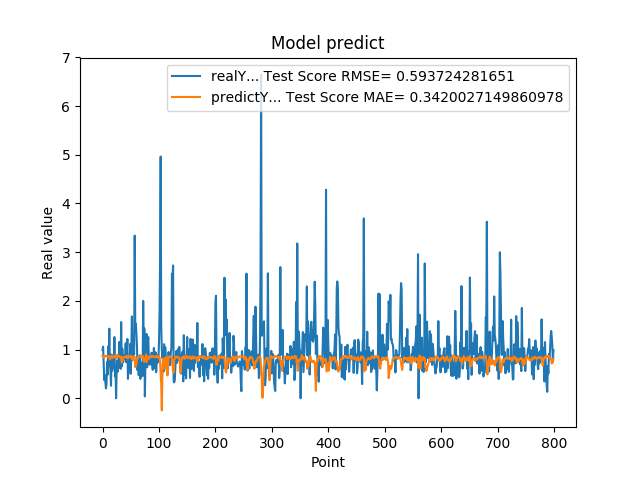 Model predict
realY... Test Score RMSE= 0.593724281651
predictY... Test Score MAE= 0.3420027149860978
7
6
5
4
3
2
1
0
Real value
0 100 200 300 400 500 600 700 800
Point